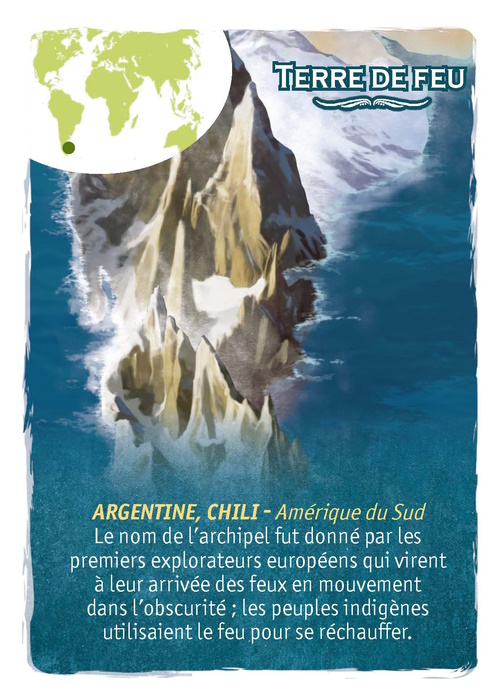 TERRE DE FEU
ARGENTINE, CHILI - Amérique du Sud
Le nom de l'archipel fut donné par les
premiers explorateurs européens qui virent
à leur arrivée des feux en mouvement
dans l'obscurité ; les peuples indigènes
utilisaient le feu pour se réchauffer.